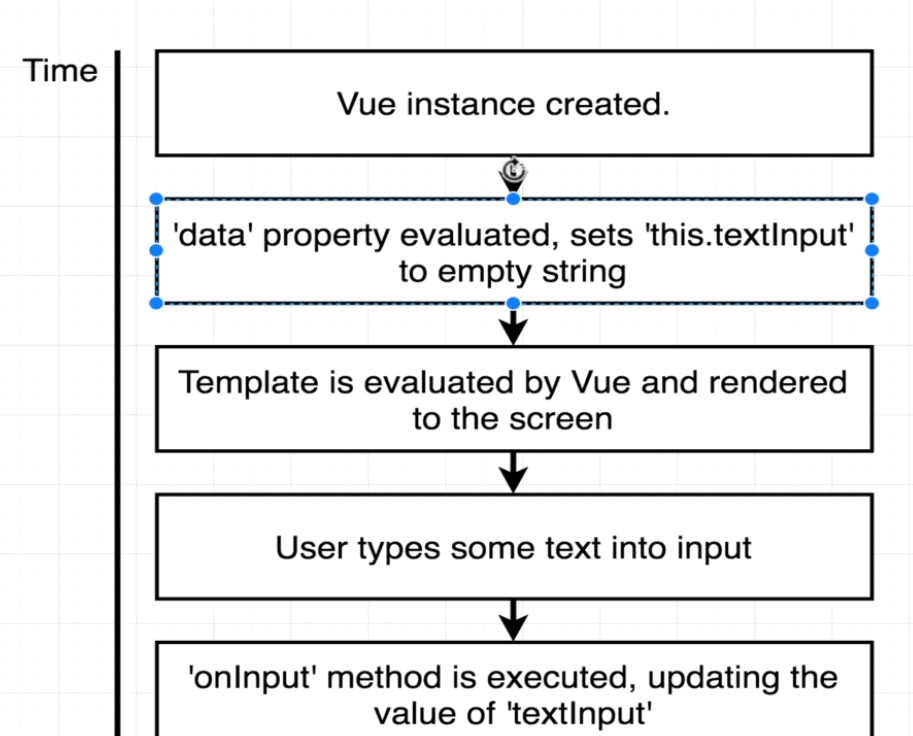 Time
Vue instance created.
'data' property evaluated, sets 'this.textInput'
to empty string
Template is evaluated by Vue and rendered
to the screen
User types some text into input
'onInput' method is executed, updating the
value of 'textInput'